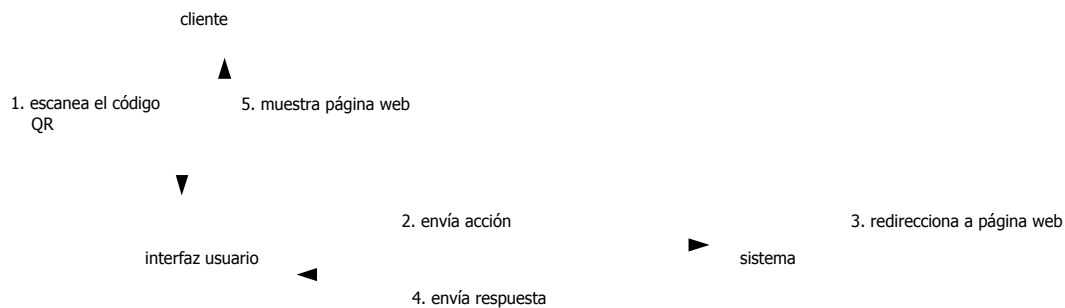 cliente
1. escanea el código
QR
5. muestra página web
2. envía acción
3. redirecciona a página web
interfaz usuario
sistema
4. envía respuesta